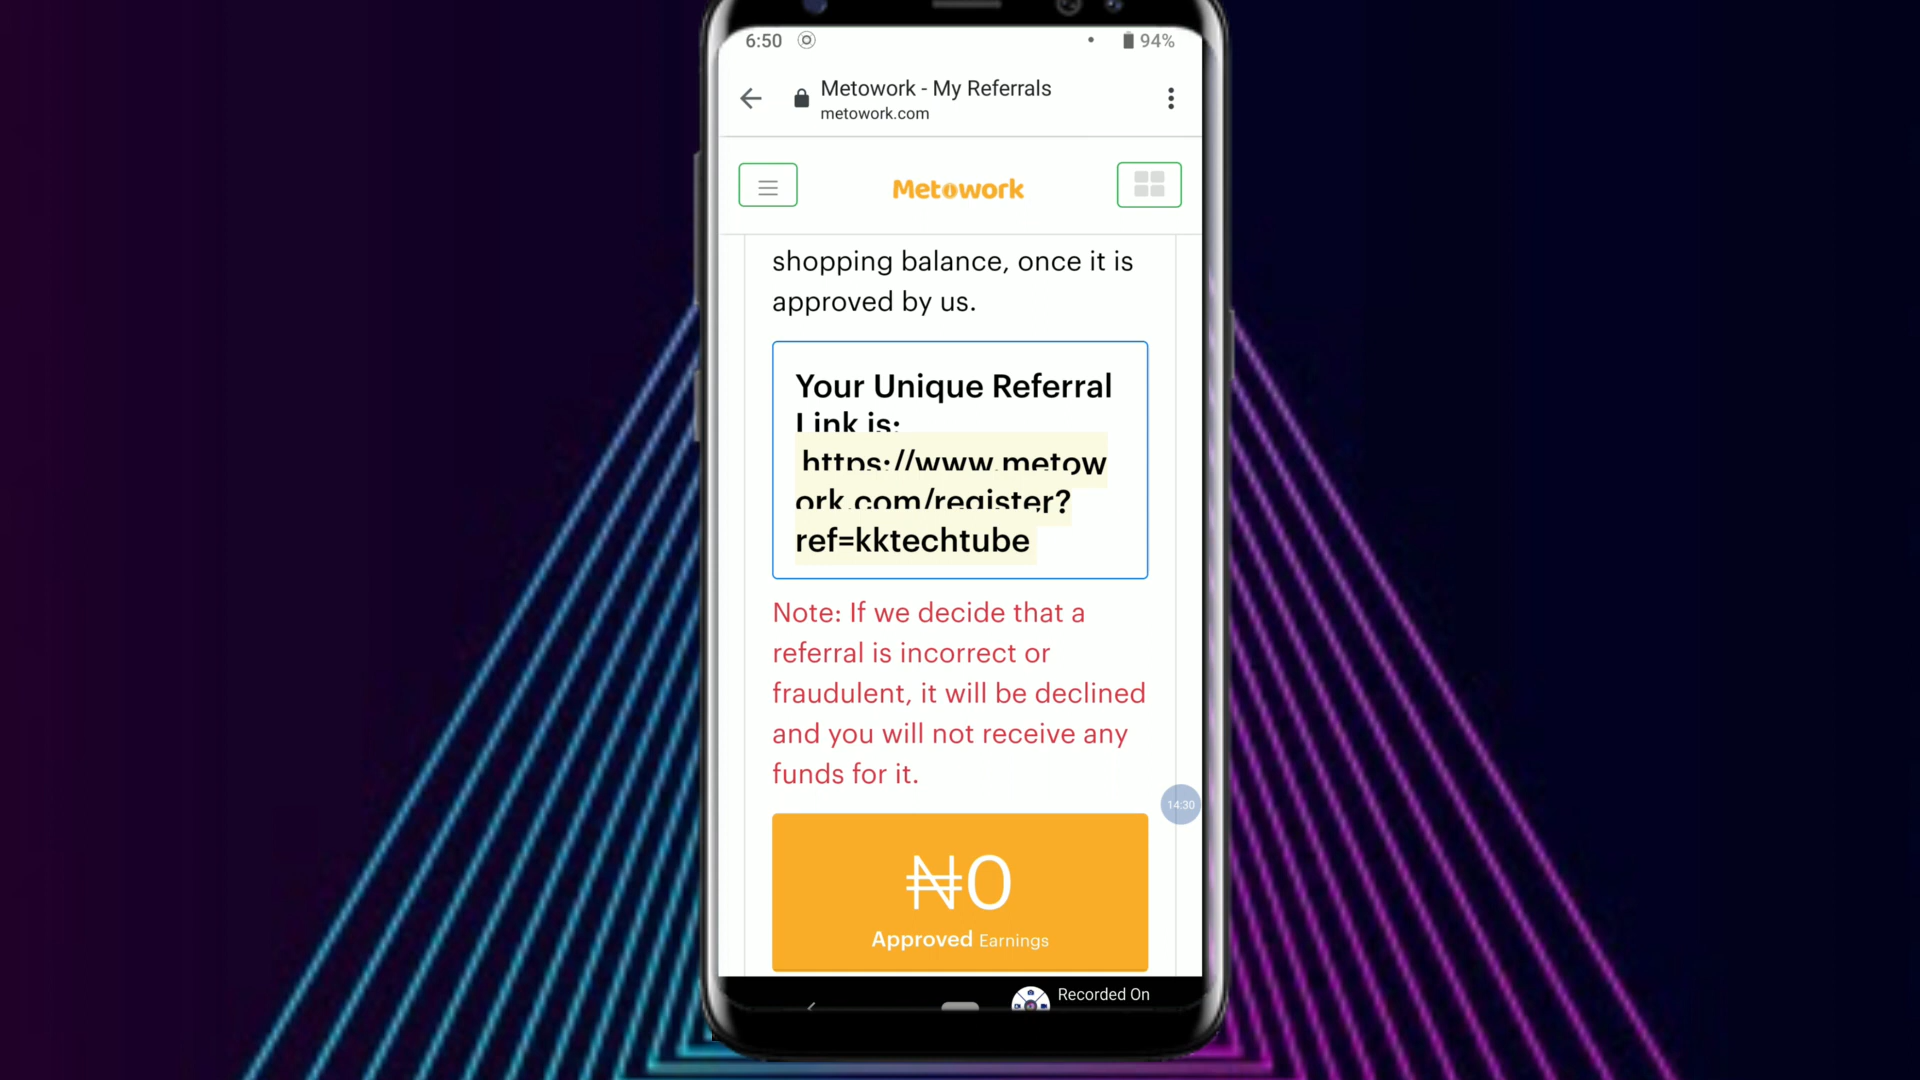 6:50
94%
Metowork - My Referrals
metowork.com
Metowork
shopping balance, once it is
approved by us.
Your Unique Referral
Link is:
https://www.metow
ork.com/register?
ref=kktechtube
Note: If we decide that a
referral is incorrect or
fraudulent, it will be declined
and you will not receive any
funds for it.
14:30
₦0
Approved Earnings
Recorded On